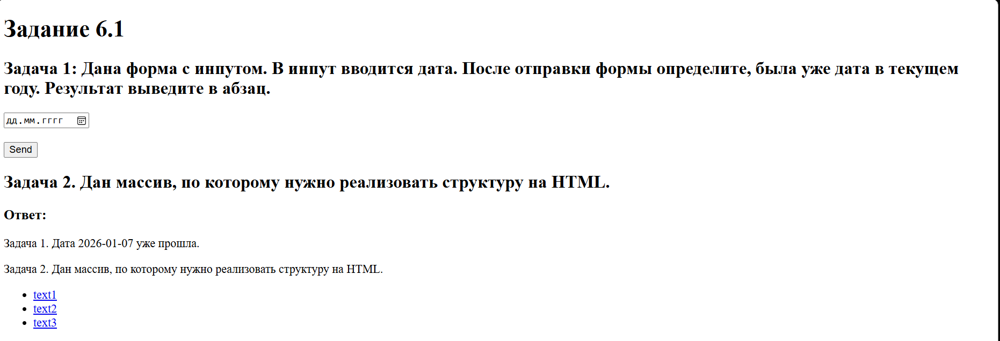 Задание 6.1
Задача 1: Дана форма с инпутом. В инпут вводится дата. После отправки формы определите, была уже дата в текущем
году. Результат выведите в абзац.
дд.мм.гггг
Send
Задача 2. Дан массив, по которому нужно реализовать структуру на HTML.
Ответ:
Задача 1. Дата 2026-01-07 уже прошла.
Задача 2. Дан массив, по которому нужно реализовать структуру на HTML.
text1
text2
text3